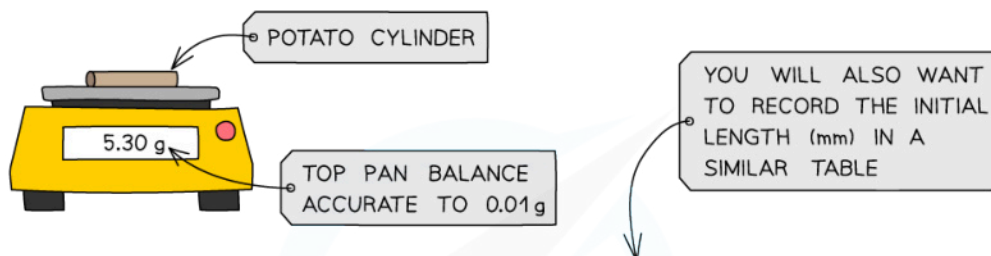 POTATO CYLINDER
5.30 g
TOP PAN BALANCE
ACCURATE TO 0.01g
YOU WILL ALSO WANT
TO RECORD THE INITIAL
LENGTH (mm) IN A
SIMILAR TABLE